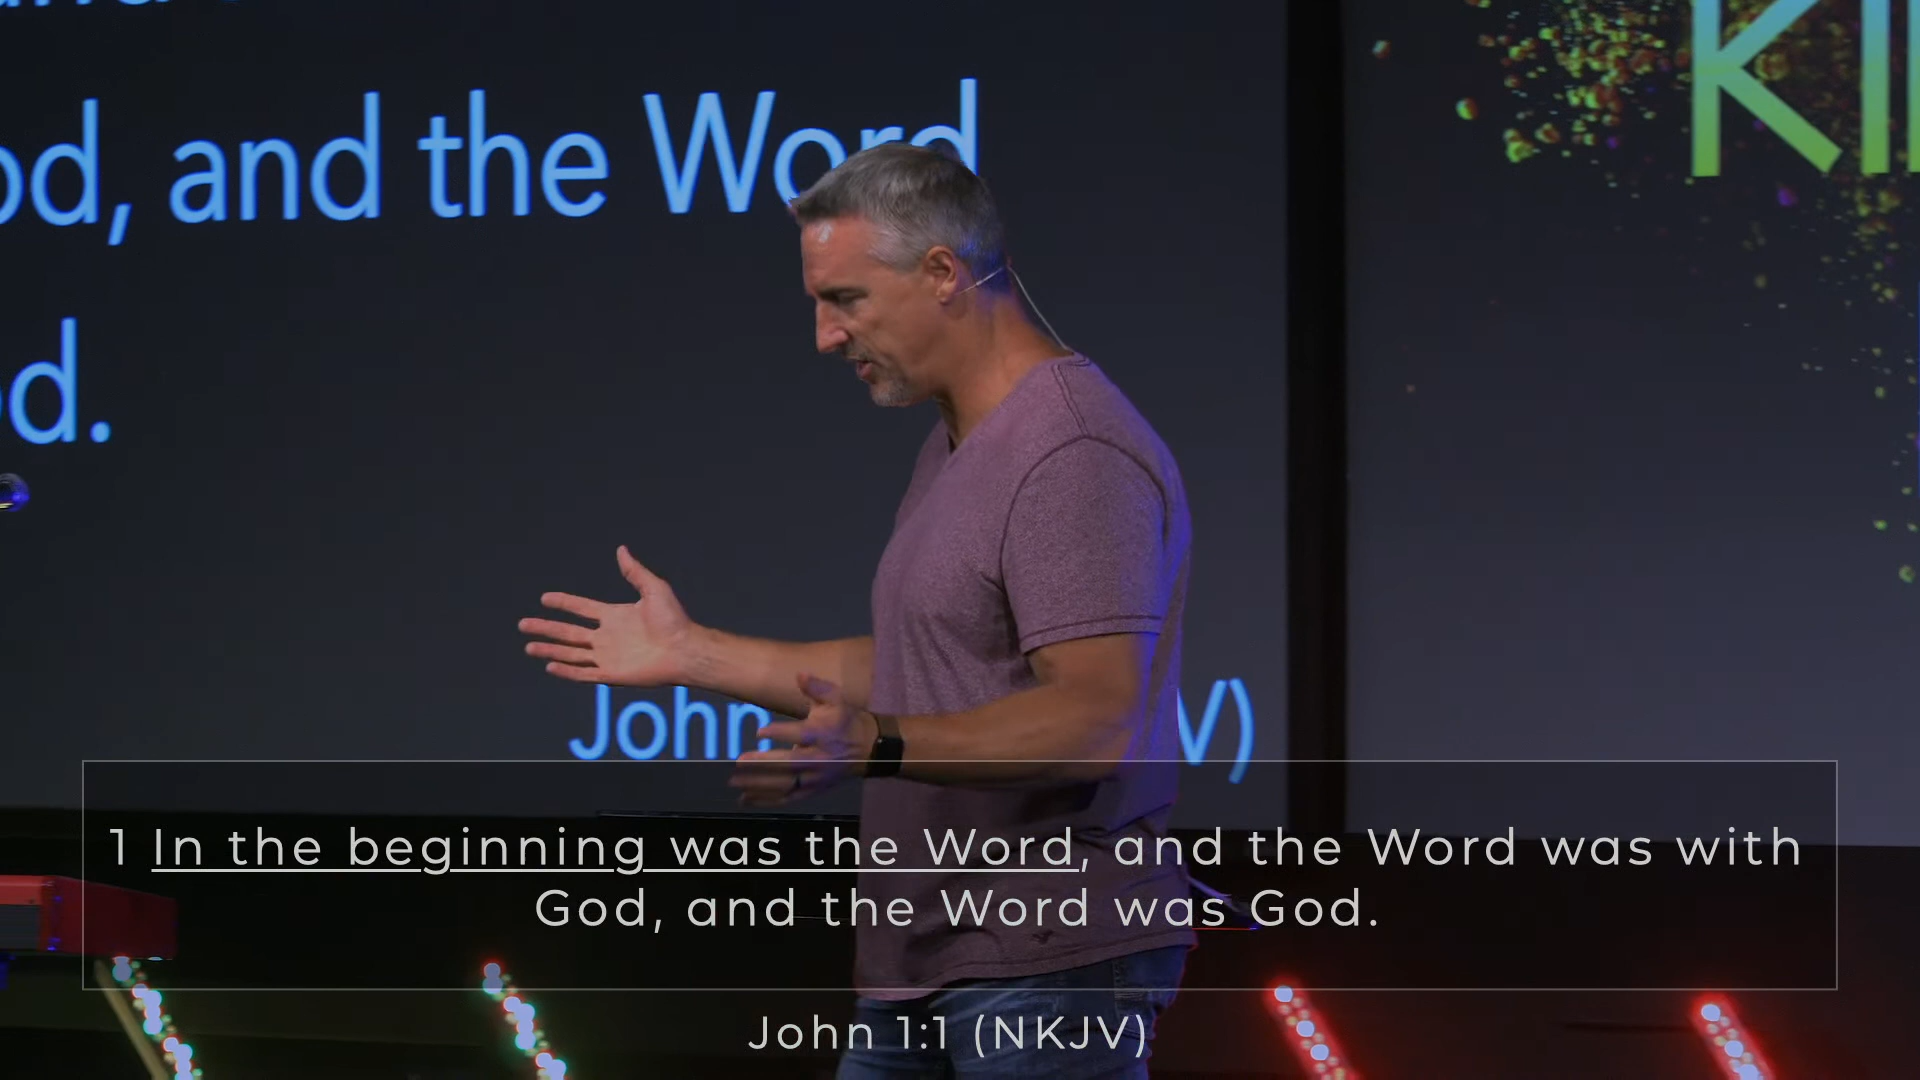 od, and the Word
od.
John
V)
KI
1 In the beginning was the Word, and the Word was with
God, and the Word was God.
John 1:1 (NKJV)